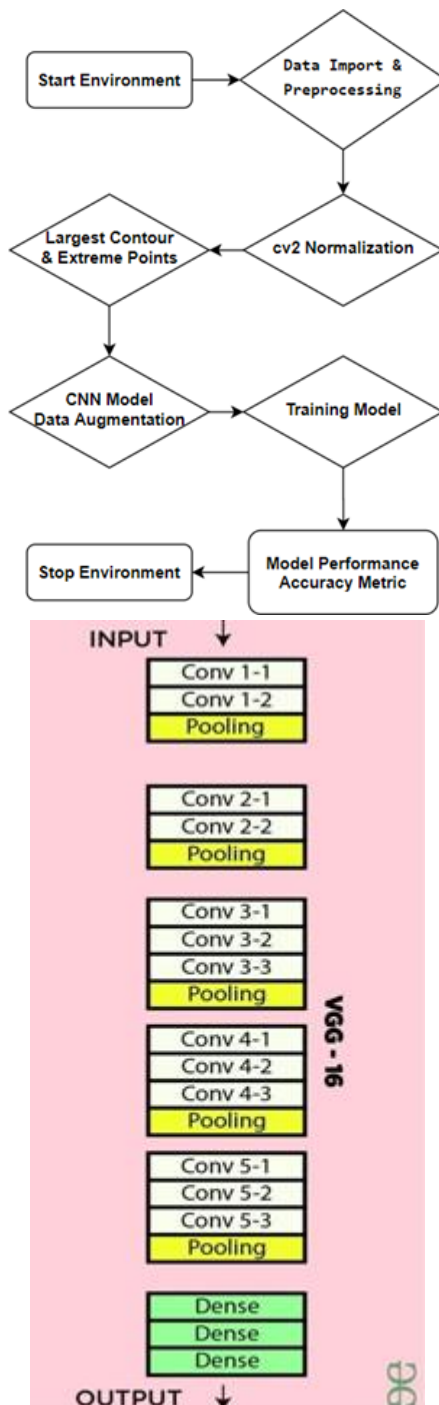 Start Environment
Data Import &
Preprocessing
cv2 Normalization
Largest Contour
& Extreme Points
CNN Model
Data Augmentation
Training Model
Model Performance
Accuracy Metric
Stop Environment
INPUT
Conv 1-1
Conv 1-2
Pooling
Conv 2-1
Conv 2-2
Pooling
Conv 3-1
Conv 3-2
Conv 3-3
Pooling
Conv 4-1
Conv 4-2
Conv 4-3
Pooling
VGG - 16
Conv 5-1
Conv 5-2
Conv 5-3
Pooling
Dense
Dense
Dense
OUTPUT